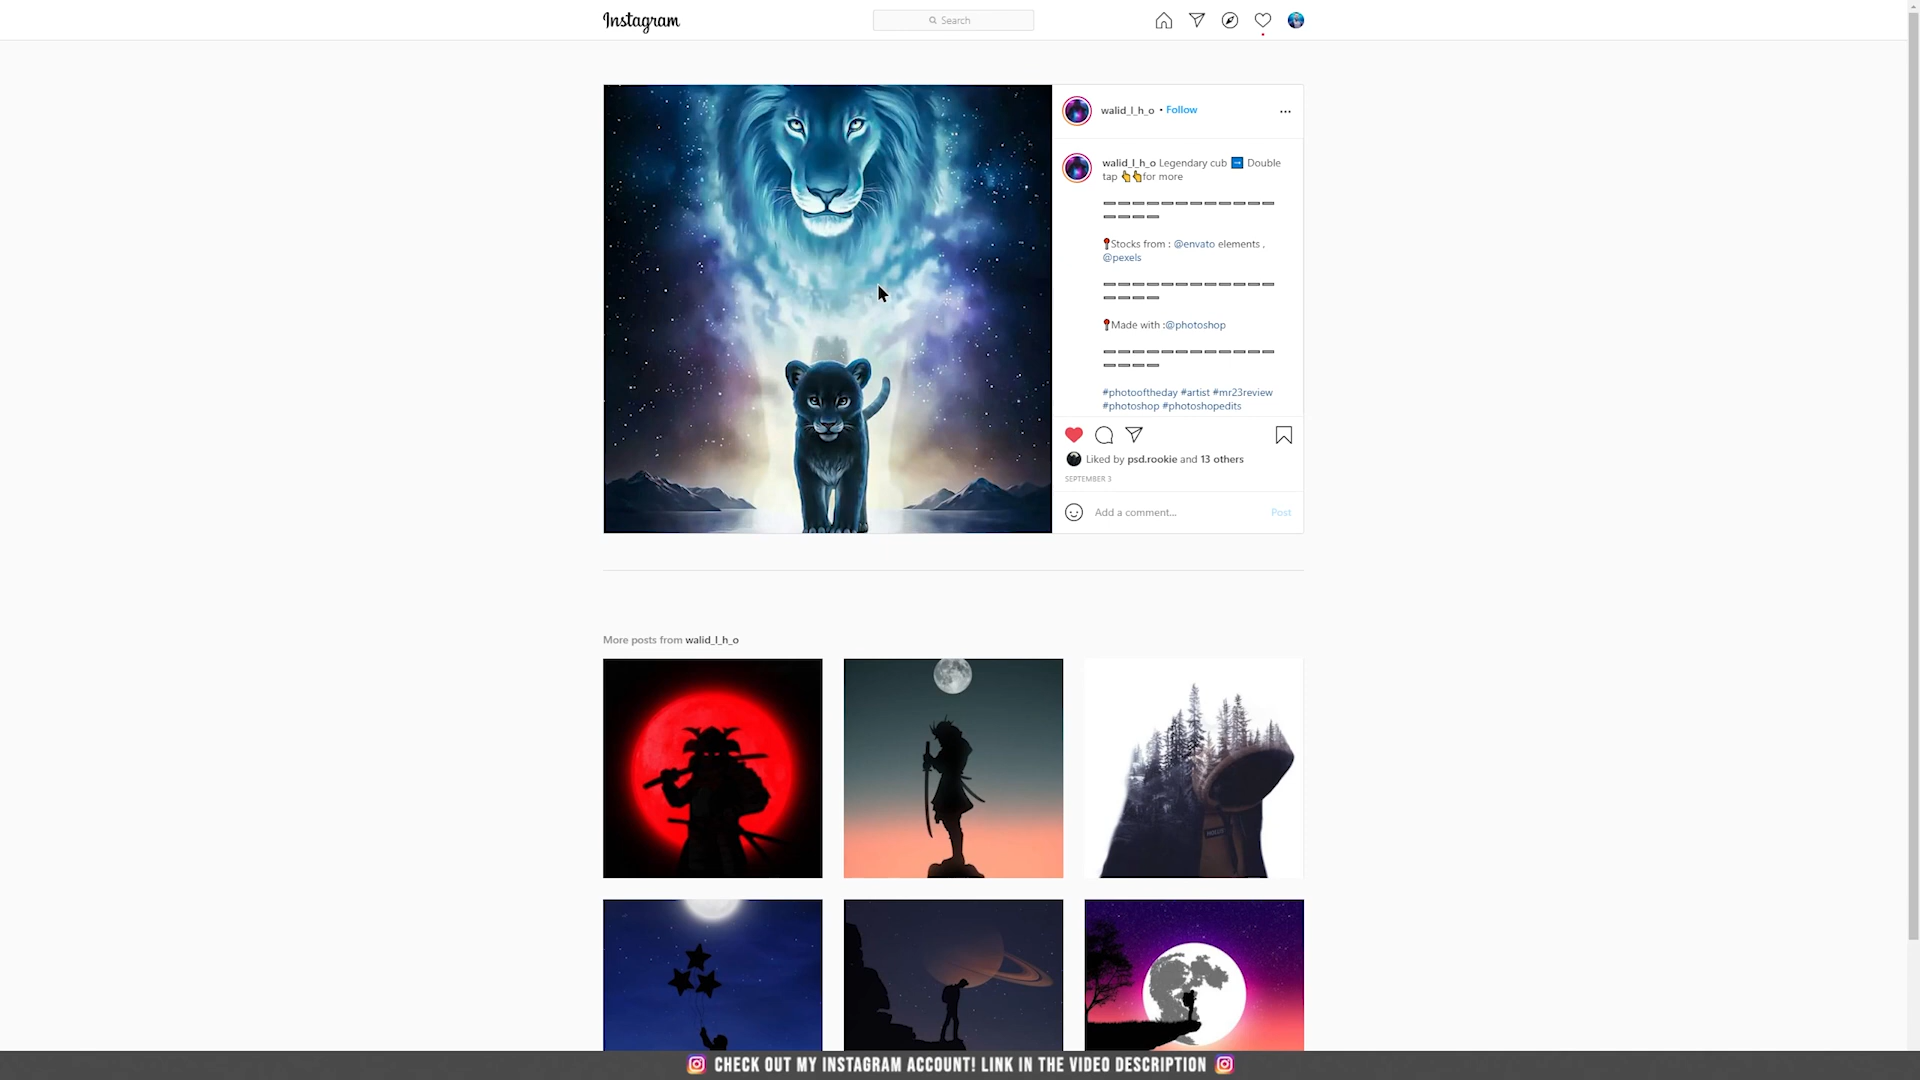 Instagram
Search
walid_l_h_o • Follow
walid_l_h_o Legendary cub ➡️ Double
tap 👆👆for more
➖➖➖➖➖➖➖➖➖➖➖➖
➖➖➖➖
📍Stocks from : @envato elements ,
@pexels
➖➖➖➖➖➖➖➖➖➖➖➖
➖➖➖➖
📍Made with :@photoshop
➖➖➖➖➖➖➖➖➖➖➖➖
➖➖➖➖
#photooftheday #artist #mr23review
#photoshop #photoshopedits
Liked by psd.rookie and 13 others
SEPTEMBER 3
Add a comment... Post
More posts from walid_l_h_o
CHECK OUT MY INSTAGRAM ACCOUNT! LINK IN THE VIDEO DESCRIPTION